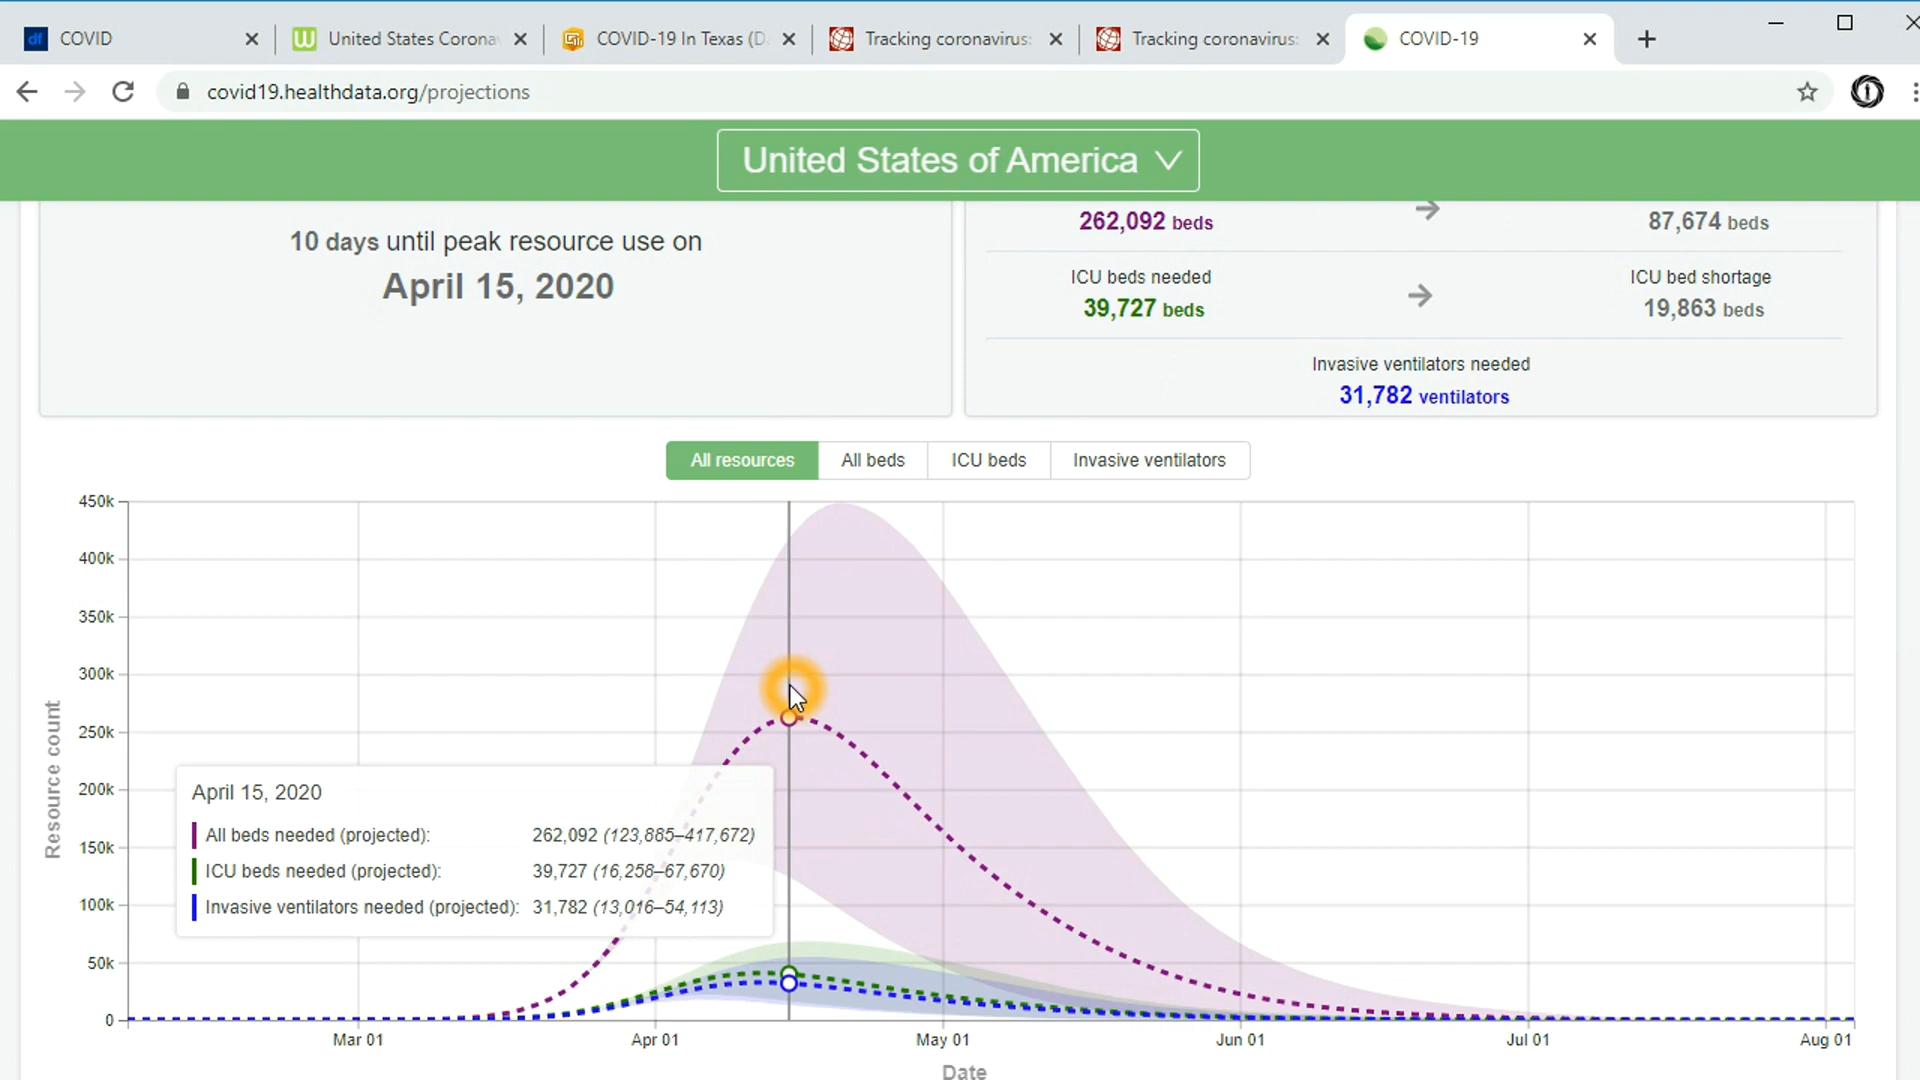 df COVID
United States Corona
COVID-19 In Texas (D
Tracking coronavirus:
Tracking coronavirus:
COVID-19
covid19.healthdata.org/projections
United States of America
10 days until peak resource use on
April 15, 2020
262,092 beds
87,674 beds
ICU beds needed
39,727 beds
ICU bed shortage
19,863 beds
Invasive ventilators needed
31,782 ventilators
All resources
All beds
ICU beds
Invasive ventilators
450k
400k
350k
300k
250k
200k
150k
100k
50k
0
Resource count
April 15, 2020
All beds needed (projected): 262,092 (123,885–417,672)
ICU beds needed (projected): 39,727 (16,258–67,670)
Invasive ventilators needed (projected): 31,782 (13,016–54,113)
Mar 01
Apr 01
May 01
Jun 01
Jul 01
Aug 01
Date